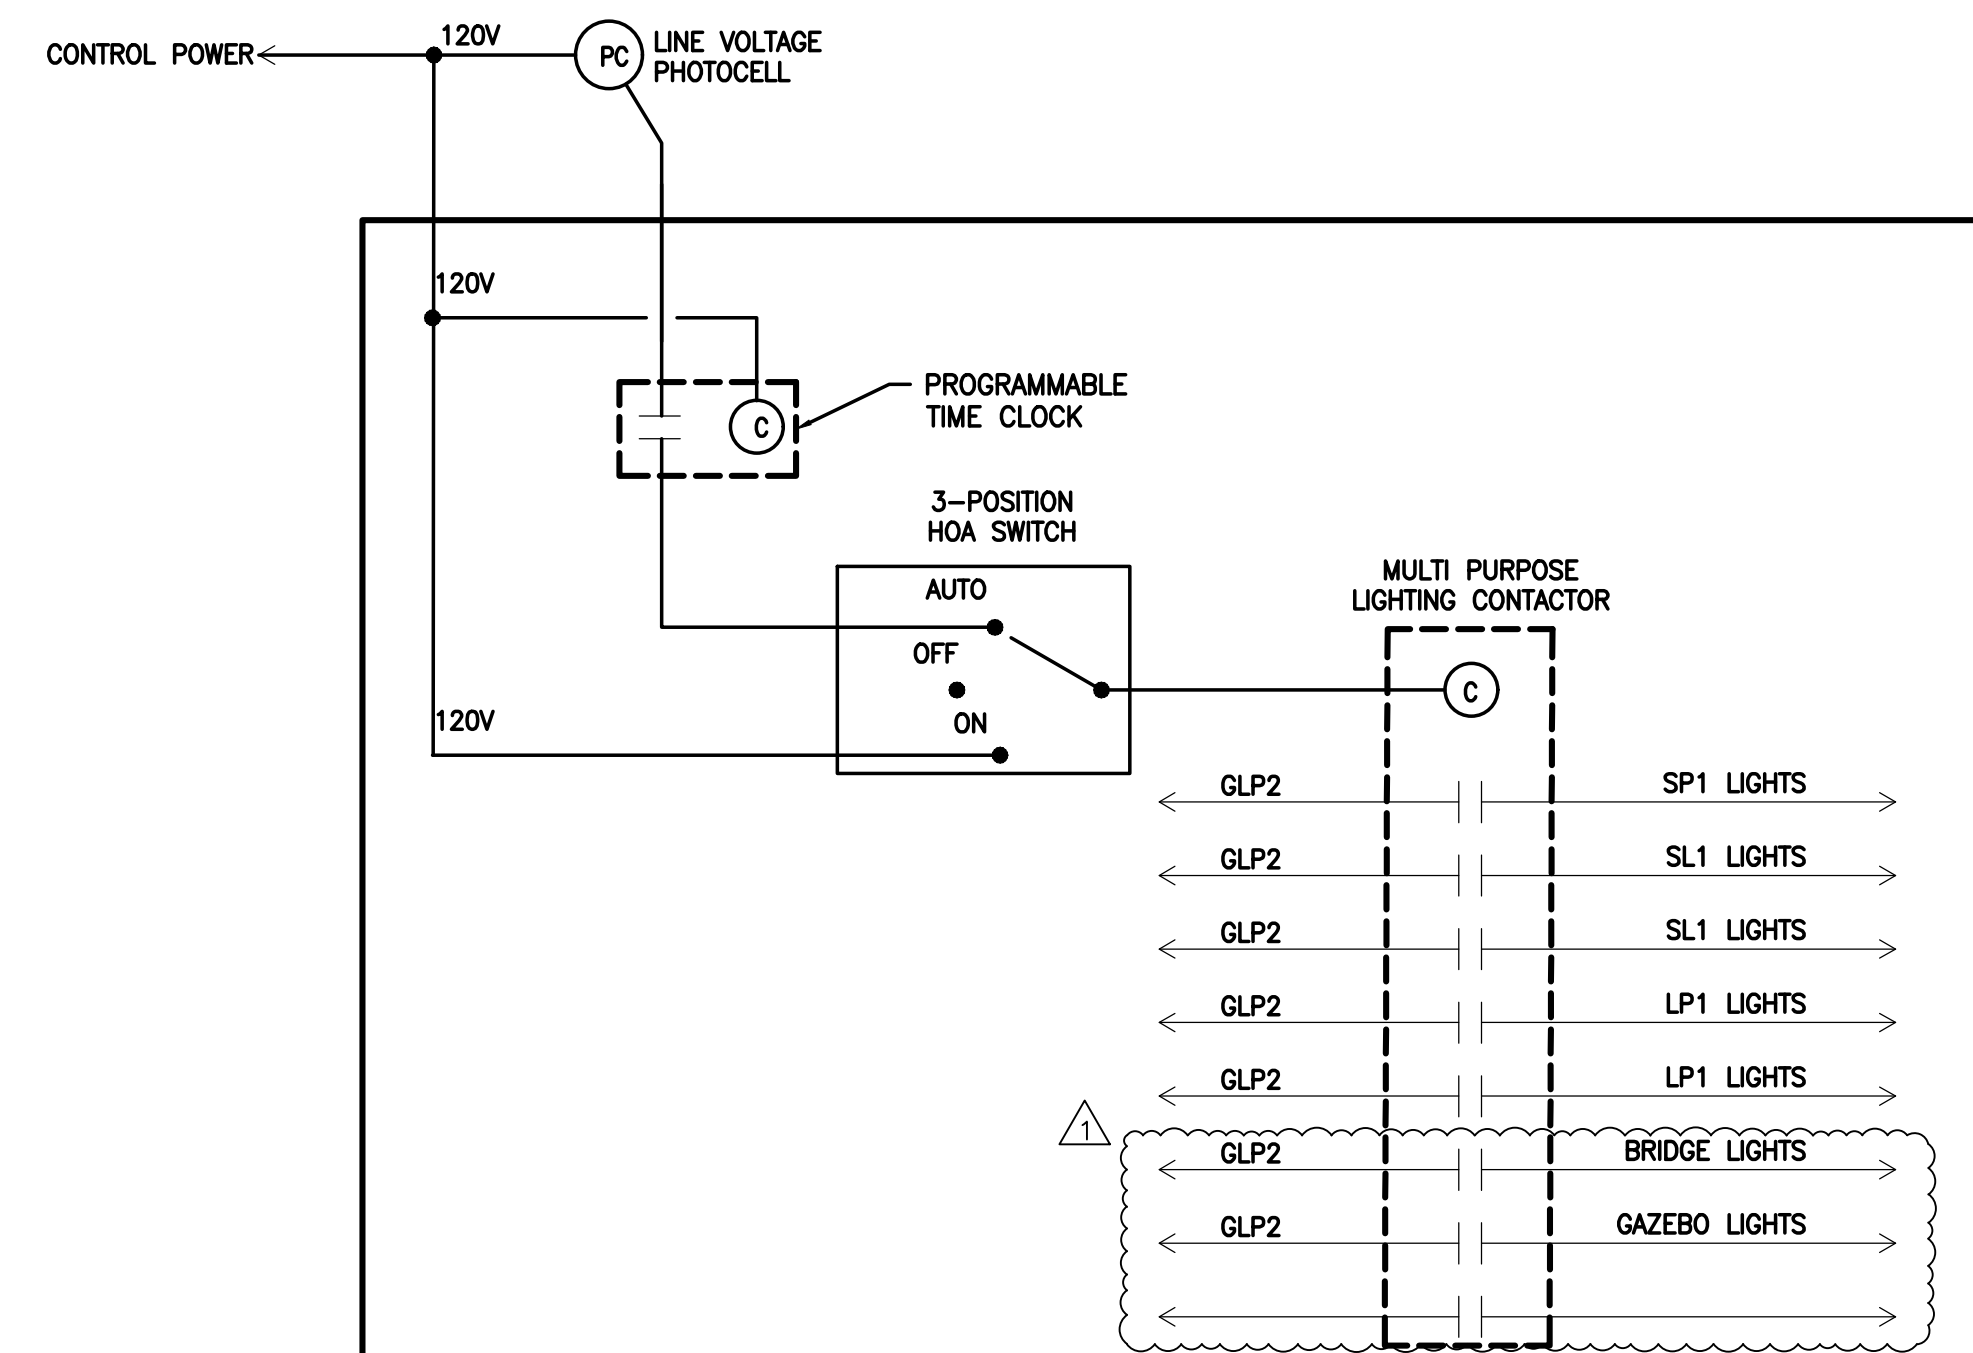 120V
CONTROL POWER
PC
LINE VOLTAGE
PHOTOCELL
120V
PROGRAMMABLE
TIME CLOCK
C
3-POSITION
HOA SWITCH
AUTO
OFF
ON
120V
MULTI PURPOSE
LIGHTING CONTACTOR
C
GLP2 SP1 LIGHTS
GLP2 SL1 LIGHTS
GLP2 SL1 LIGHTS
GLP2 LP1 LIGHTS
GLP2 LP1 LIGHTS
1
GLP2 BRIDGE LIGHTS
GLP2 GAZEBO LIGHTS